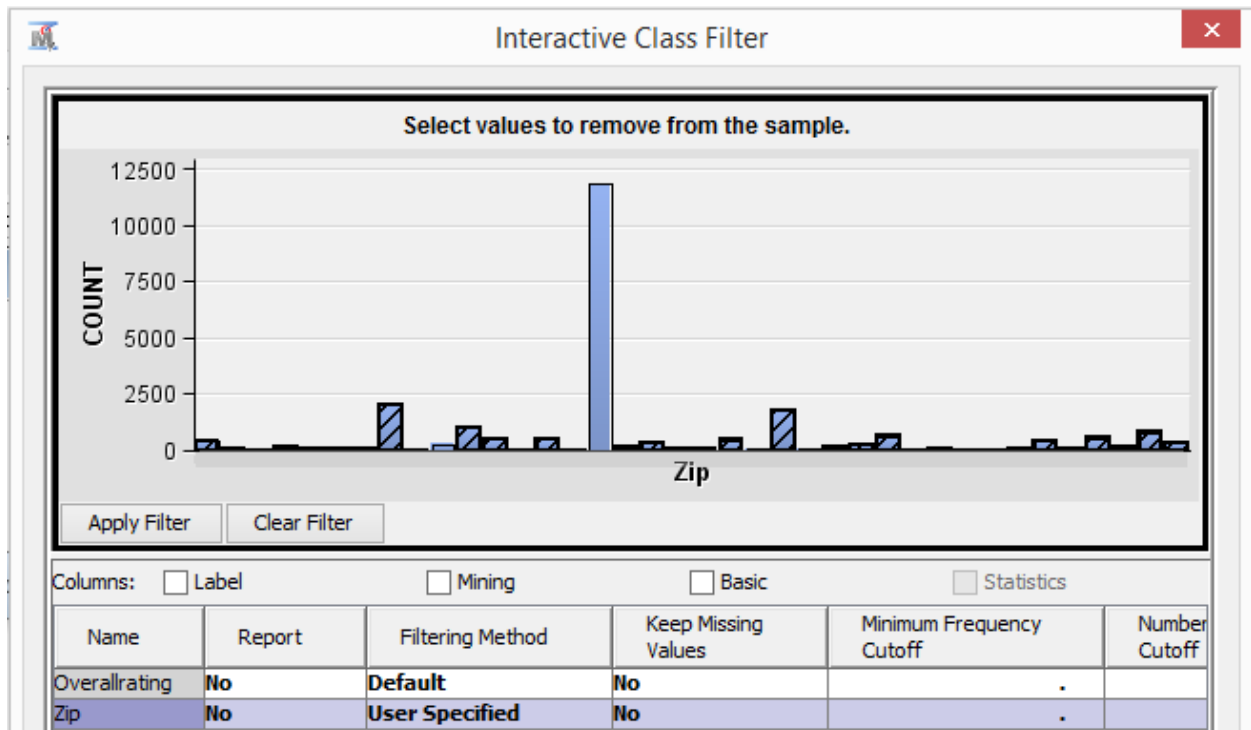 Interactive Class Filter
Select values to remove from the sample.
12500
10000
7500
5000
2500
0
COUNT
Zip
Apply Filter Clear Filter
Columns: Label Mining Basic Statistics
Name Report Filtering Method Keep Missing Values Minimum Frequency Cutoff Number Cutoff
Overallrating No Default No .
Zip No User Specified No .